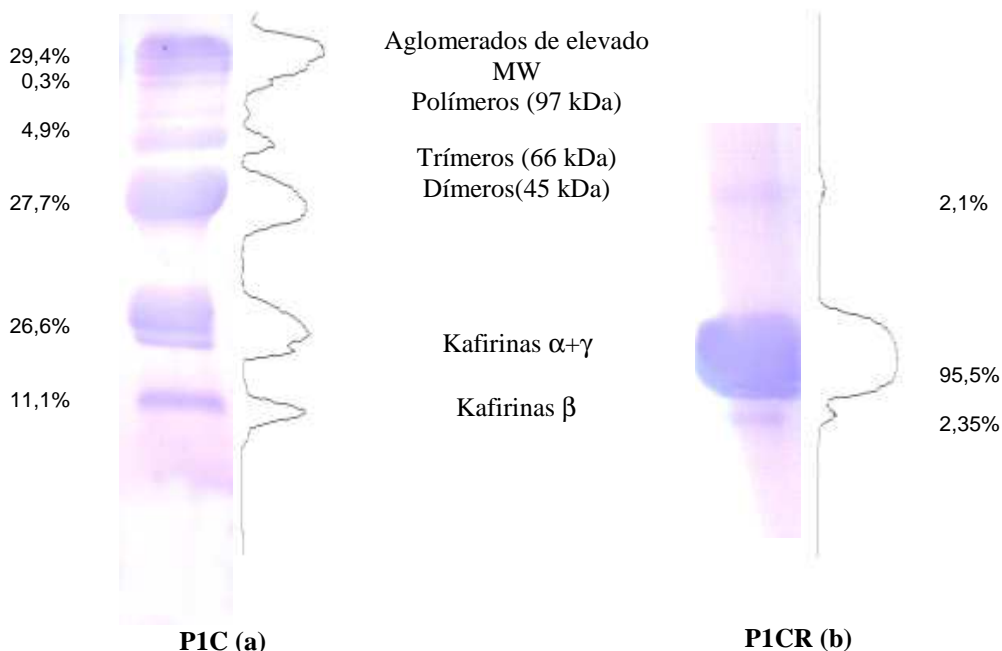 29,4%
0,3%
4,9%
27,7%
26,6%
11,1%
Aglomerados de elevado
MW
Polímeros (97 kDa)
Trímeros (66 kDa)
Dímeros(45 kDa)
Kafirinas α+γ
Kafirinas β
2,1%
95,5%
2,35%
P1C (a)
P1CR (b)